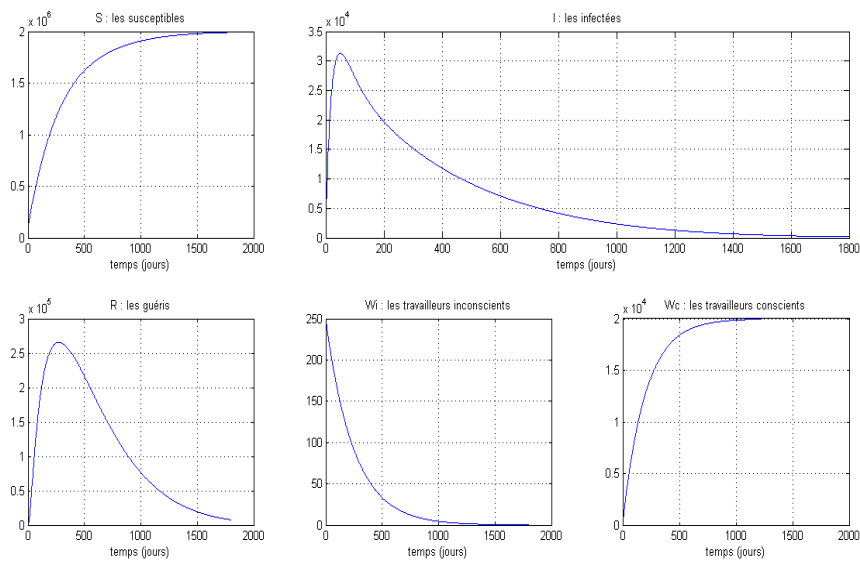 S : les susceptibles
x 10^6
2
1.5
1
0.5
0
0 500 1000 1500 2000
temps (jours)
I : les infectées
x 10^4
3.5
3
2.5
2
1.5
1
0.5
0
0 200 400 600 800 1000 1200 1400 1600 1800
temps (jours)
R : les guéris
x 10^5
3
2.5
2
1.5
1
0.5
0
0 500 1000 1500 2000
temps (jours)
Wi : les travailleurs inconscients
250
200
150
100
50
0
0 500 1000 1500 2000
temps (jours)
Wc : les travailleurs conscients
x 10^4
2
1.5
1
0.5
0
0 500 1000 1500 2000
temps (jours)